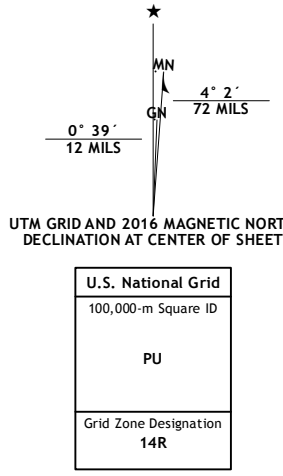 ★
MN
GN
4° 2´
72 MILS
0° 39´
12 MILS
UTM GRID AND 2016 MAGNETIC NORT
DECLINATION AT CENTER OF SHEET
U.S. National Grid
100,000-m Square ID
PU
Grid Zone Designation
14R